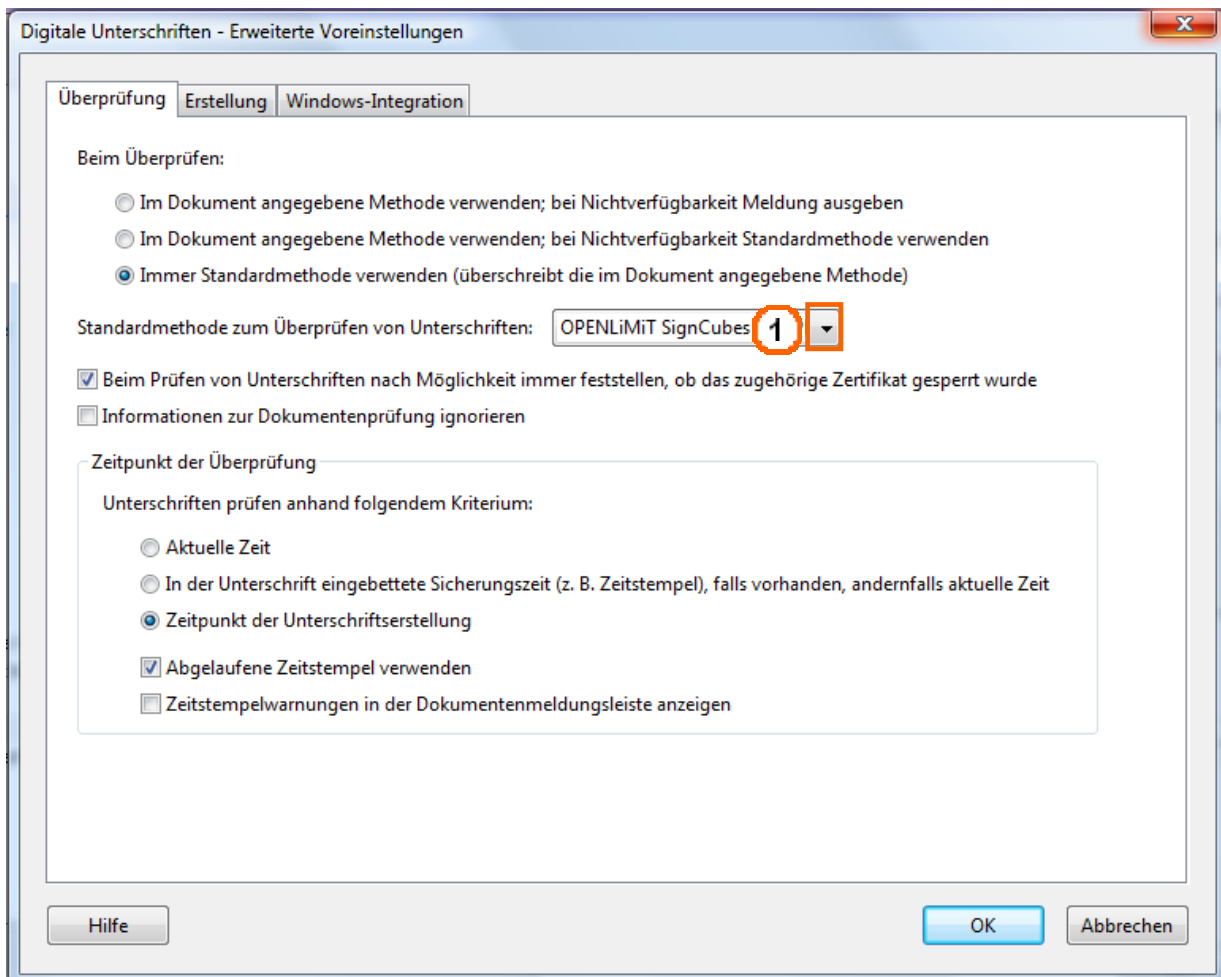 Digitale Unterschriften - Erweiterte Voreinstellungen
Überprüfung Erstellung Windows-Integration
Beim Überprüfen:
Im Dokument angegebene Methode verwenden; bei Nichtverfügbarkeit Meldung ausgeben
Im Dokument angegebene Methode verwenden; bei Nichtverfügbarkeit Standardmethode verwenden
Immer Standardmethode verwenden (überschreibt die im Dokument angegebene Methode)
Standardmethode zum Überprüfen von Unterschriften: OPENLiMiT SignCubes 1
Beim Prüfen von Unterschriften nach Möglichkeit immer feststellen, ob das zugehörige Zertifikat gesperrt wurde
Informationen zur Dokumentenprüfung ignorieren
Zeitpunkt der Überprüfung
Unterschriften prüfen anhand folgendem Kriterium:
Aktuelle Zeit
In der Unterschrift eingebettete Sicherungszeit (z. B. Zeitstempel), falls vorhanden, andernfalls aktuelle Zeit
Zeitpunkt der Unterschriftserstellung
Abgelaufene Zeitstempel verwenden
Zeitstempelwarnungen in der Dokumentenmeldungsleiste anzeigen
Hilfe OK Abbrechen